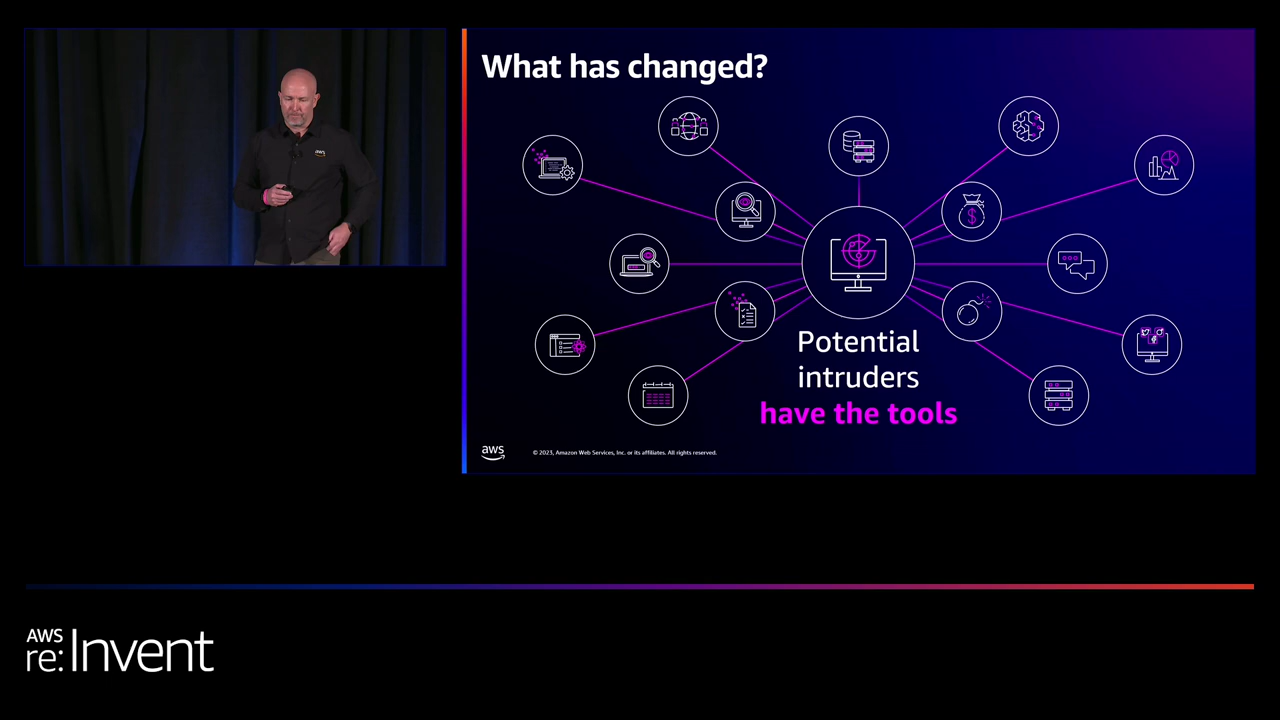 What has changed?
aws
$
Potential
intruders
have the tools
aws
© 2023, Amazon Web Services, Inc. or its affiliates. All rights reserved.
AWS
re:Invent